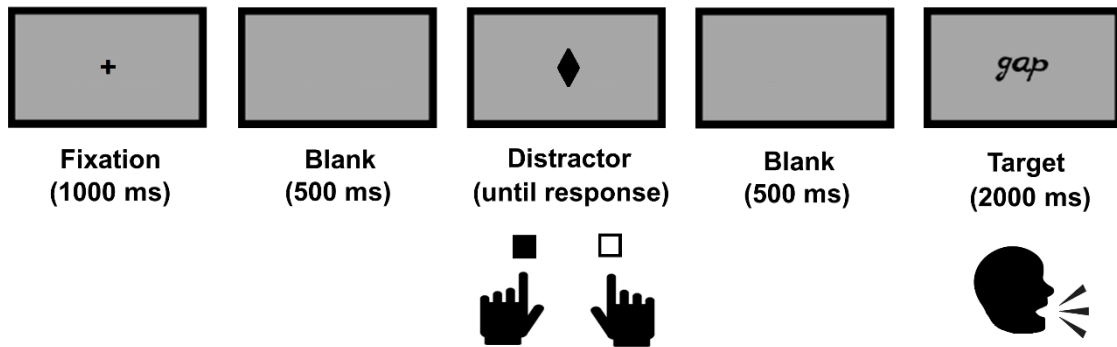 +
gap
Fixation
(1000 ms)
Blank
(500 ms)
Distractor
(until response)
Blank
(500 ms)
Target
(2000 ms)